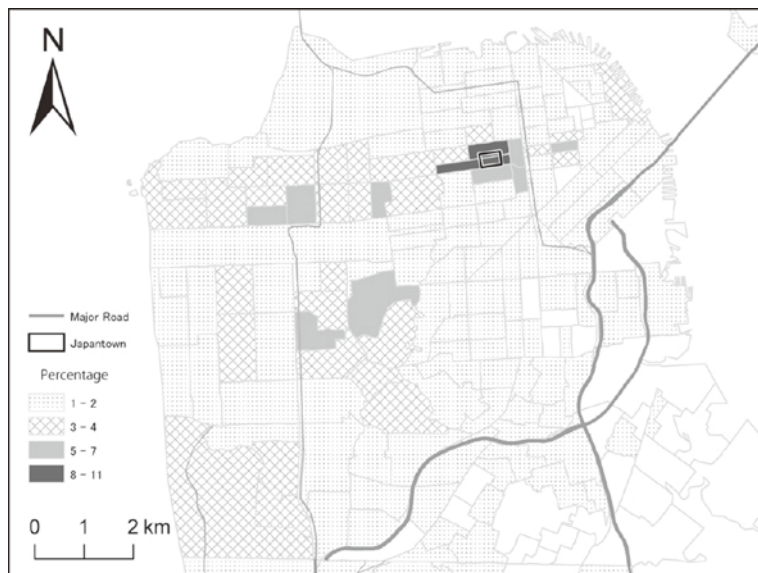 N
Major Road
Japantown
Percentage
1 - 2
3 - 4
5 - 7
8 - 11
0 1 2 km